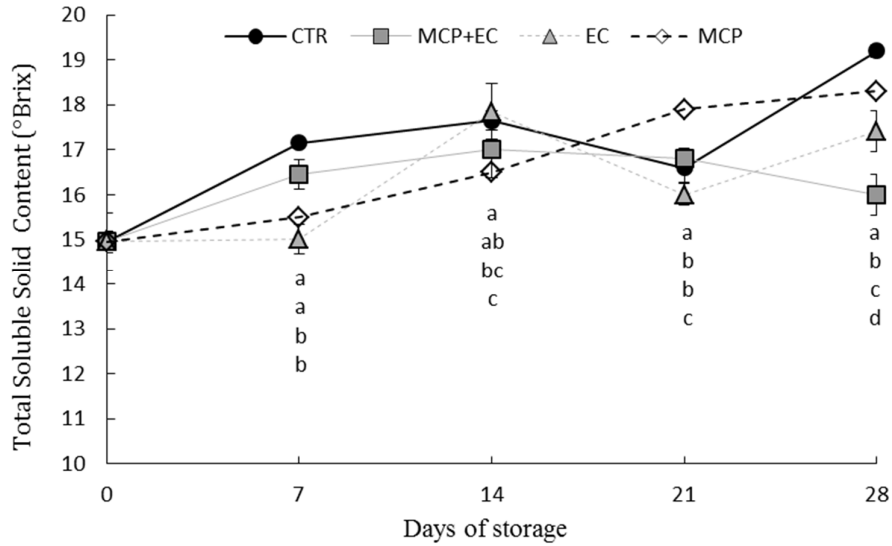 20
CTR MCP+EC EC MCP
19
18
17
16
15
14
13
12
11
10
Total Soluble Solid Content (°Brix)
a
a
b
b
a
ab
bc
c
a
b
b
c
a
b
c
d
0 7 14 21 28
Days of storage